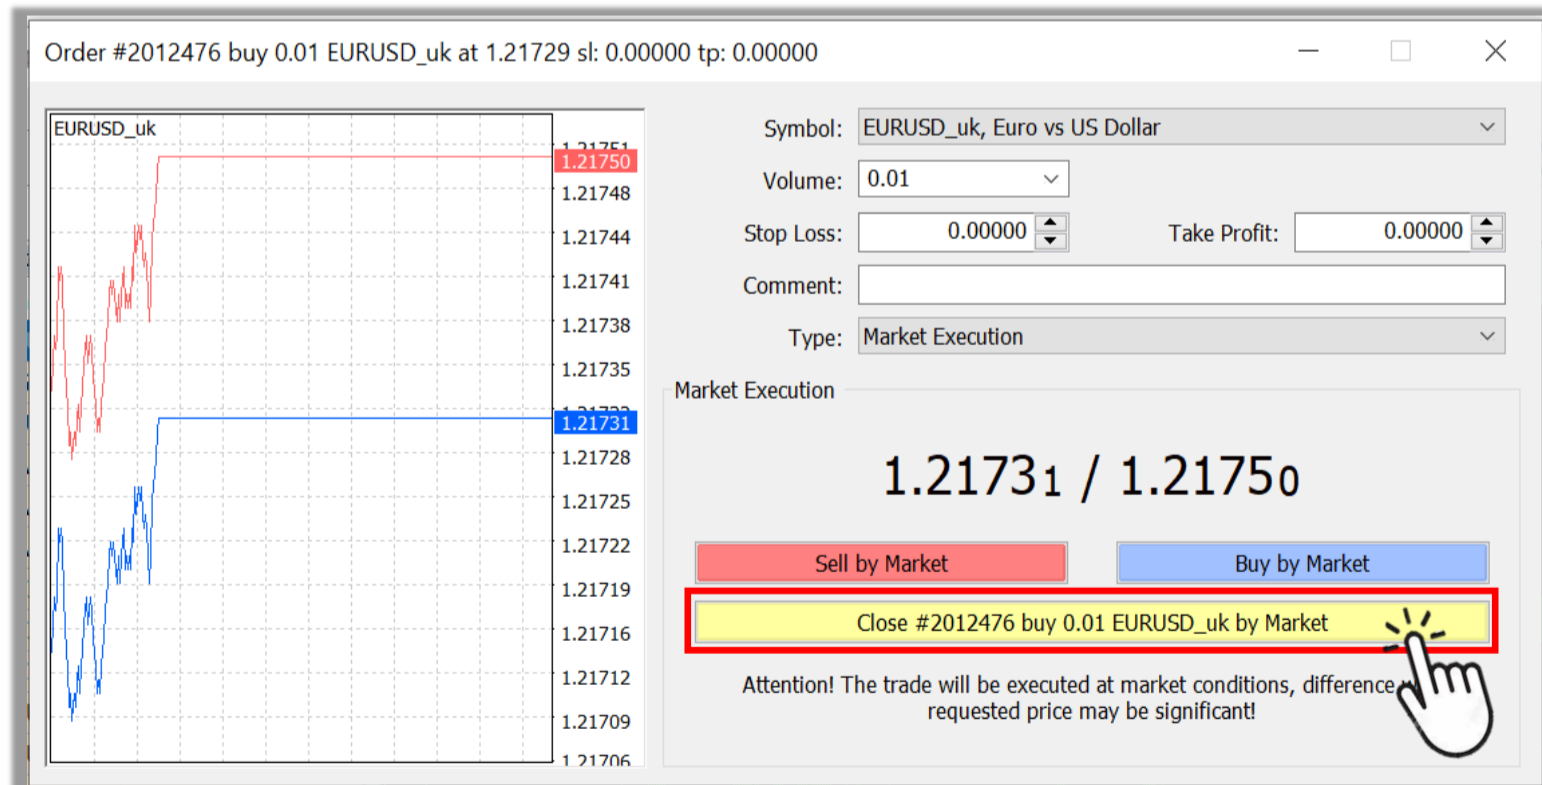 Order #2012476 buy 0.01 EURUSD_uk at 1.21729 sl: 0.00000 tp: 0.00000
EURUSD_uk
1.21750
1.21748
1.21744
1.21741
1.21738
1.21735
1.21731
1.21728
1.21725
1.21722
1.21719
1.21716
1.21712
1.21709
1.21706
Symbol: EURUSD_uk, Euro vs US Dollar
Volume: 0.01
Stop Loss: 0.00000 Take Profit: 0.00000
Comment:
Type: Market Execution
Market Execution
1.21731 / 1.21750
Sell by Market Buy by Market
Close #2012476 buy 0.01 EURUSD_uk by Market
Attention! The trade will be executed at market conditions, difference
requested price may be significant!